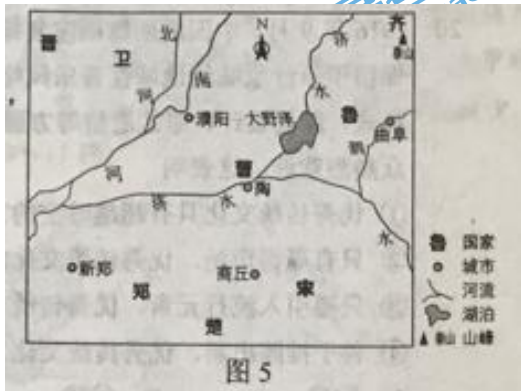 晋
卫
北
河
N
济
水
齐
泰山
鲁
濮阳
大野泽
曲阜
河
济
水
曹
陶
水
新郑
商丘
郑
宋
楚
鲁 国家
城市
河流
湖泊
泰山 山峰
图5